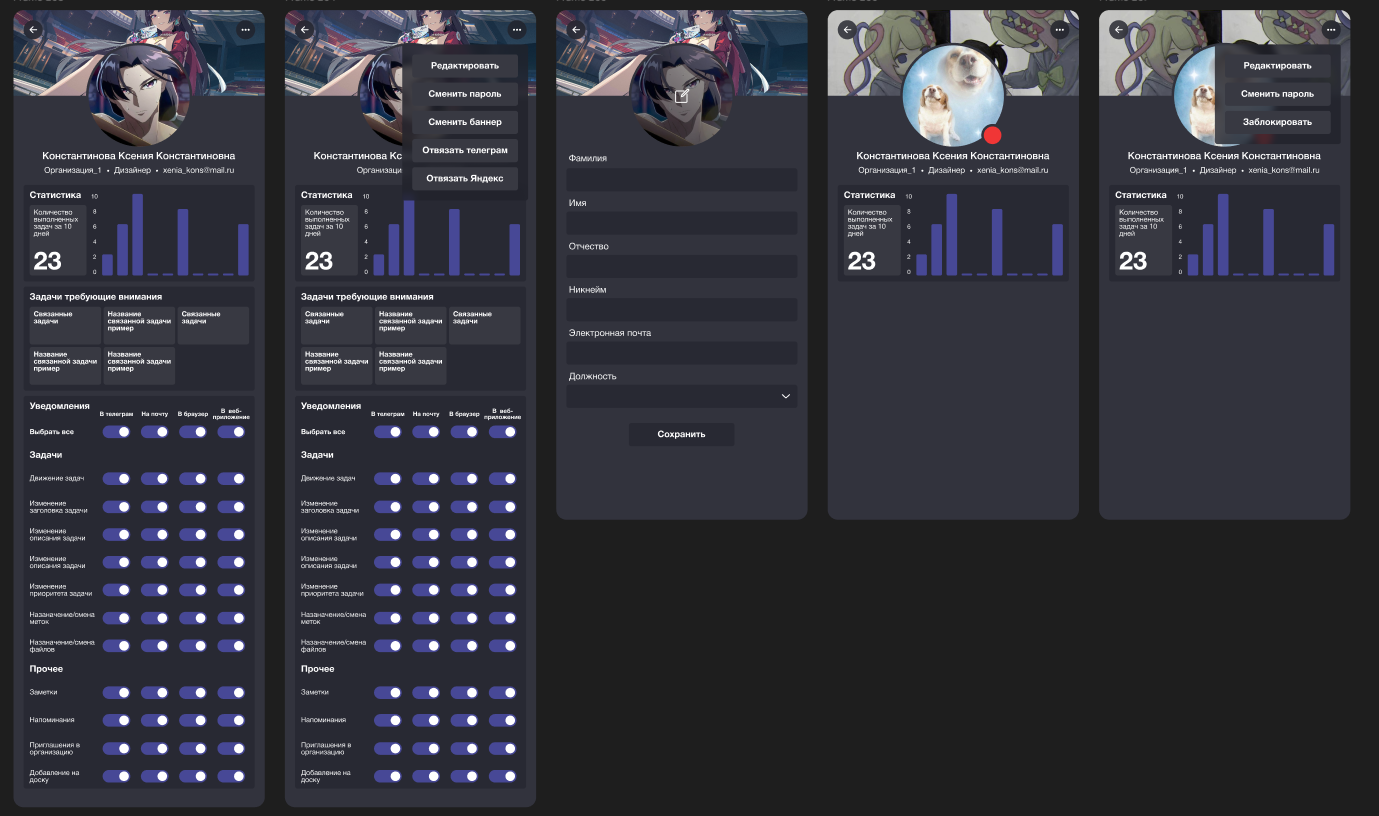 Константинова Ксения Константиновна
Организация_1 • Дизайнер • xenia_kons@mail.ru
Статистика
Количество
выполненных
задач за 10
дней
23
10
8
6
4
2
0
Задачи требующие внимания
Связанные
задачи
Название
связанной задачи
пример
Связанные
задачи
Название
связанной задачи
пример
Название
связанной задачи
пример
Уведомления
В телеграм
На почту
В браузер
В веб-
приложение
Выбрать все
Задачи
Движение задач
Изменение
заголовка задачи
Изменение
описания задачи
Изменение
описания задачи
Изменение
приоритета задачи
Назаначение/смена
меток
Назаначение/смена
файлов
Прочее
Заметки
Напоминания
Приглашения в
организацию
Добавление на
доску
Редактировать
Сменить пароль
Сменить баннер
Отвязать телеграм
Отвязать Яндекс
Константинова Кс
Организаци
Статистика
Количество
выполненных
задач за 10
дней
23
10
8
6
4
2
0
Задачи требующие внимания
Связанные
задачи
Название
связанной задачи
пример
Связанные
задачи
Название
связанной задачи
пример
Название
связанной задачи
пример
Уведомления
В телеграм
На почту
В браузер
В веб-
приложение
Выбрать все
Задачи
Движение задач
Изменение
заголовка задачи
Изменение
описания задачи
Изменение
описания задачи
Изменение
приоритета задачи
Назаначение/смена
меток
Назаначение/смена
файлов
Прочее
Заметки
Напоминания
Приглашения в
организацию
Добавление на
доску
Фамилия
Имя
Отчество
Никнейм
Электронная почта
Должность
Сохранить
Константинова Ксения Константиновна
Организация_1 • Дизайнер • xenia_kons@mail.ru
Статистика
Количество
выполненных
задач за 10
дней
23
10
8
6
4
2
0
Редактировать
Сменить пароль
Заблокировать
Константинова Ксения Константиновна
Организация_1 • Дизайнер • xenia_kons@mail.ru
Статистика
Количество
выполненных
задач за 10
дней
23
10
8
6
4
2
0